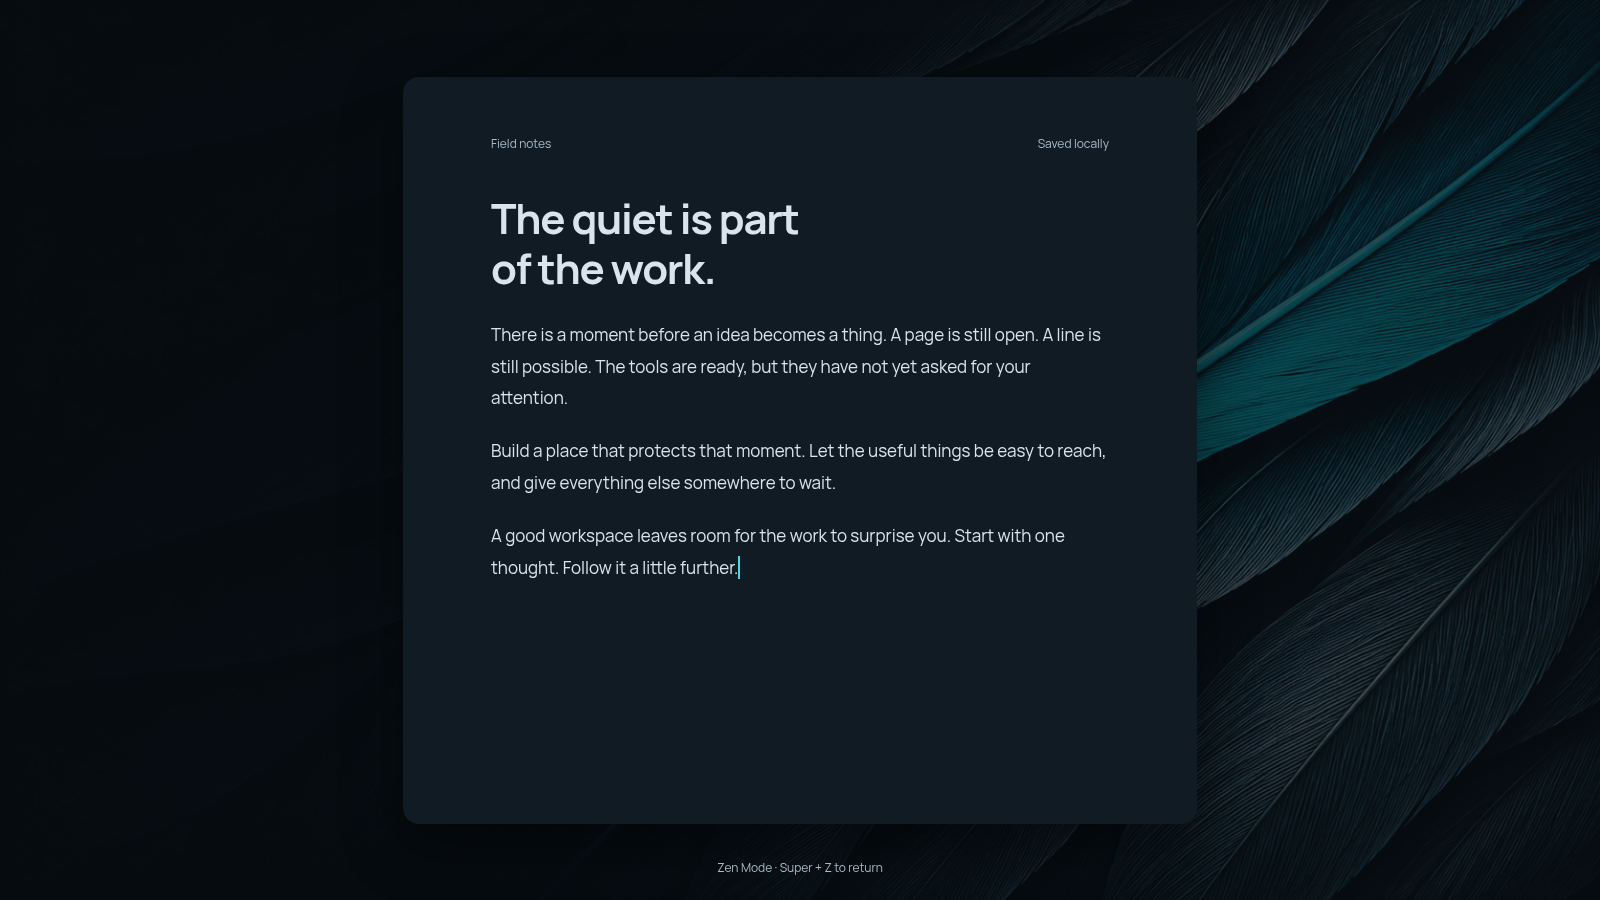 Field notes
Saved locally
The quiet is part
of the work.
There is a moment before an idea becomes a thing. A page is still open. A line is
still possible. The tools are ready, but they have not yet asked for your
attention.
Build a place that protects that moment. Let the useful things be easy to reach,
and give everything else somewhere to wait.
A good workspace leaves room for the work to surprise you. Start with one
thought. Follow it a little further.
Zen Mode · Super + Z to return